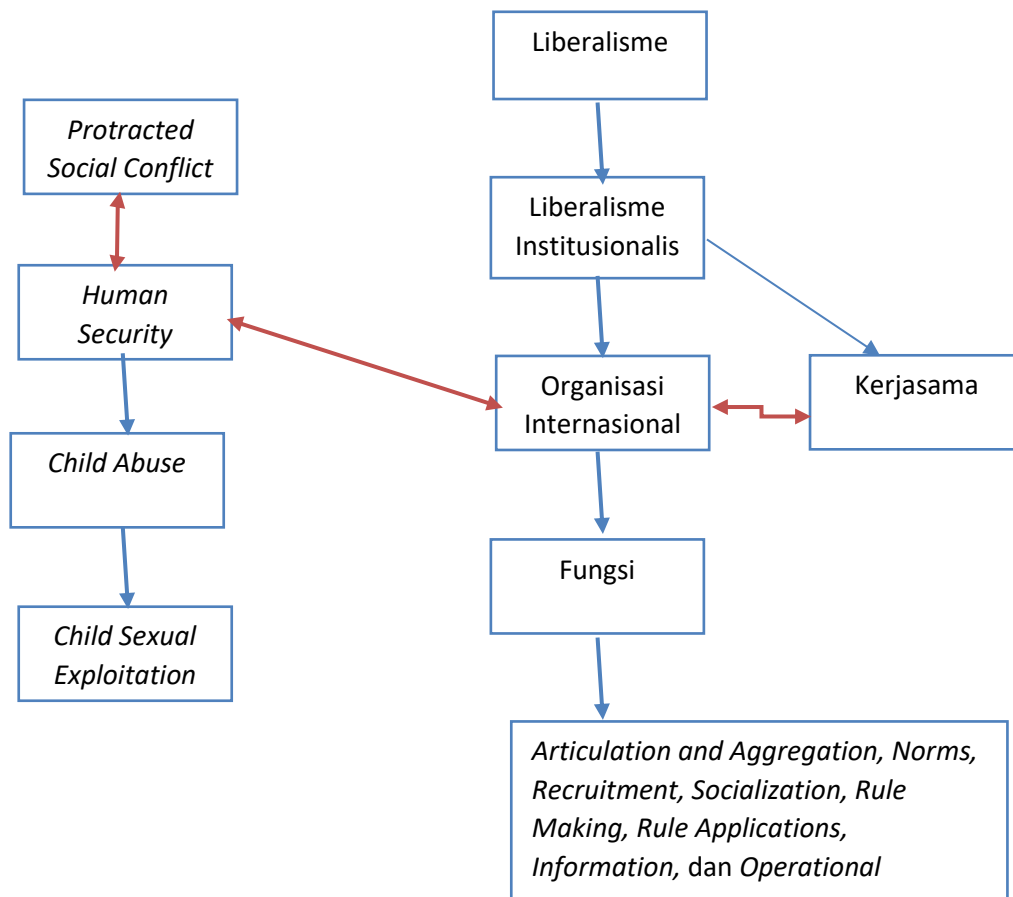 Liberalisme
Protracted
Social Conflict
Liberalisme
Institusionalis
Human
Security
Organisasi
Internasional
Kerjasama
Child Abuse
Fungsi
Child Sexual
Exploitation
Articulation and Aggregation, Norms,
Recruitment, Socialization, Rule
Making, Rule Applications,
Information, dan Operational